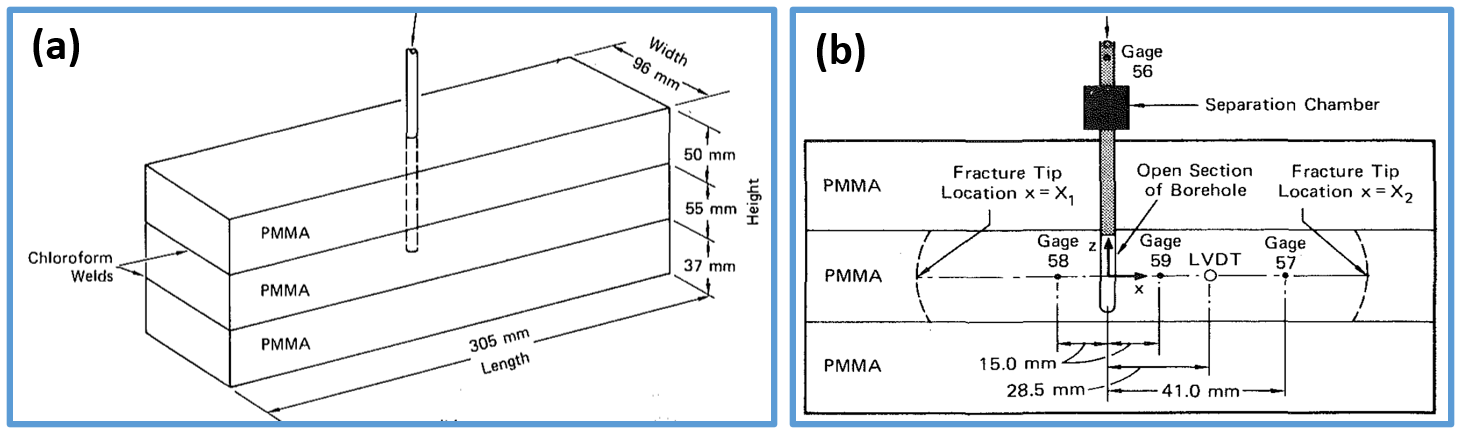 (a)
Width
96 mm
50 mm
55 mm
37 mm
Height
PMMA
PMMA
PMMA
Chloroform
Welds
305 mm
Length
(b)
Gage
56
Separation Chamber
PMMA
Fracture Tip
Location x = X1
Open Section
of Borehole
Fracture Tip
Location x = X2
PMMA
Gage
58
z
x
Gage
59
LVDT
Gage
57
PMMA
15.0 mm
28.5 mm
41.0 mm